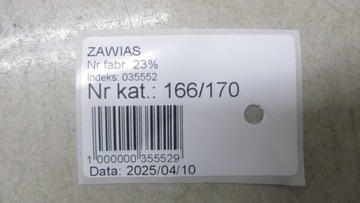 ZAWIAS
Nr fabr. 23%
Indeks: 035552
Nr kat.: 166/170
1 000000 355529
Data: 2025/04/10